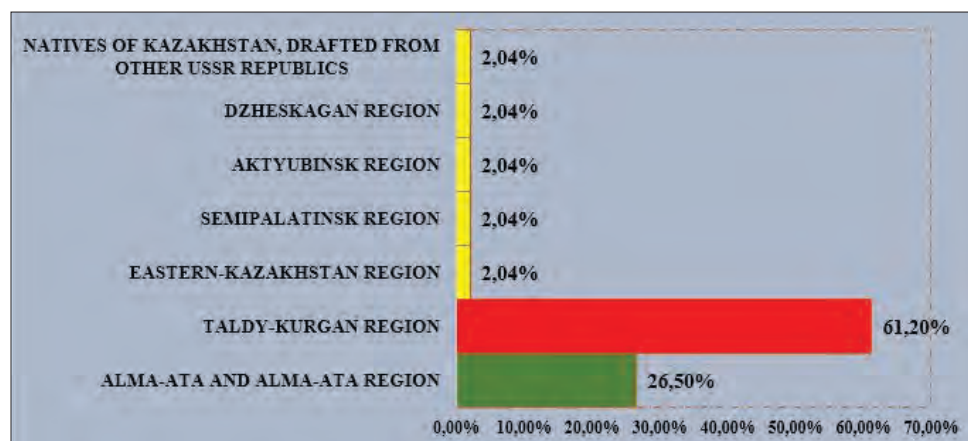 NATIVES OF KAZAKHSTAN, DRAFTED FROM
OTHER USSR REPUBLICS
2,04%
DZHESKAGAN REGION
2,04%
AKTYUBINSK REGION
2,04%
SEMIPALATINSK REGION
2,04%
EASTERN-KAZAKHSTAN REGION
2,04%
TALDY-KURGAN REGION
61,20%
ALMA-ATA AND ALMA-ATA REGION
26,50%
0,00% 10,00% 20,00% 30,00% 40,00% 50,00% 60,00% 70,00%